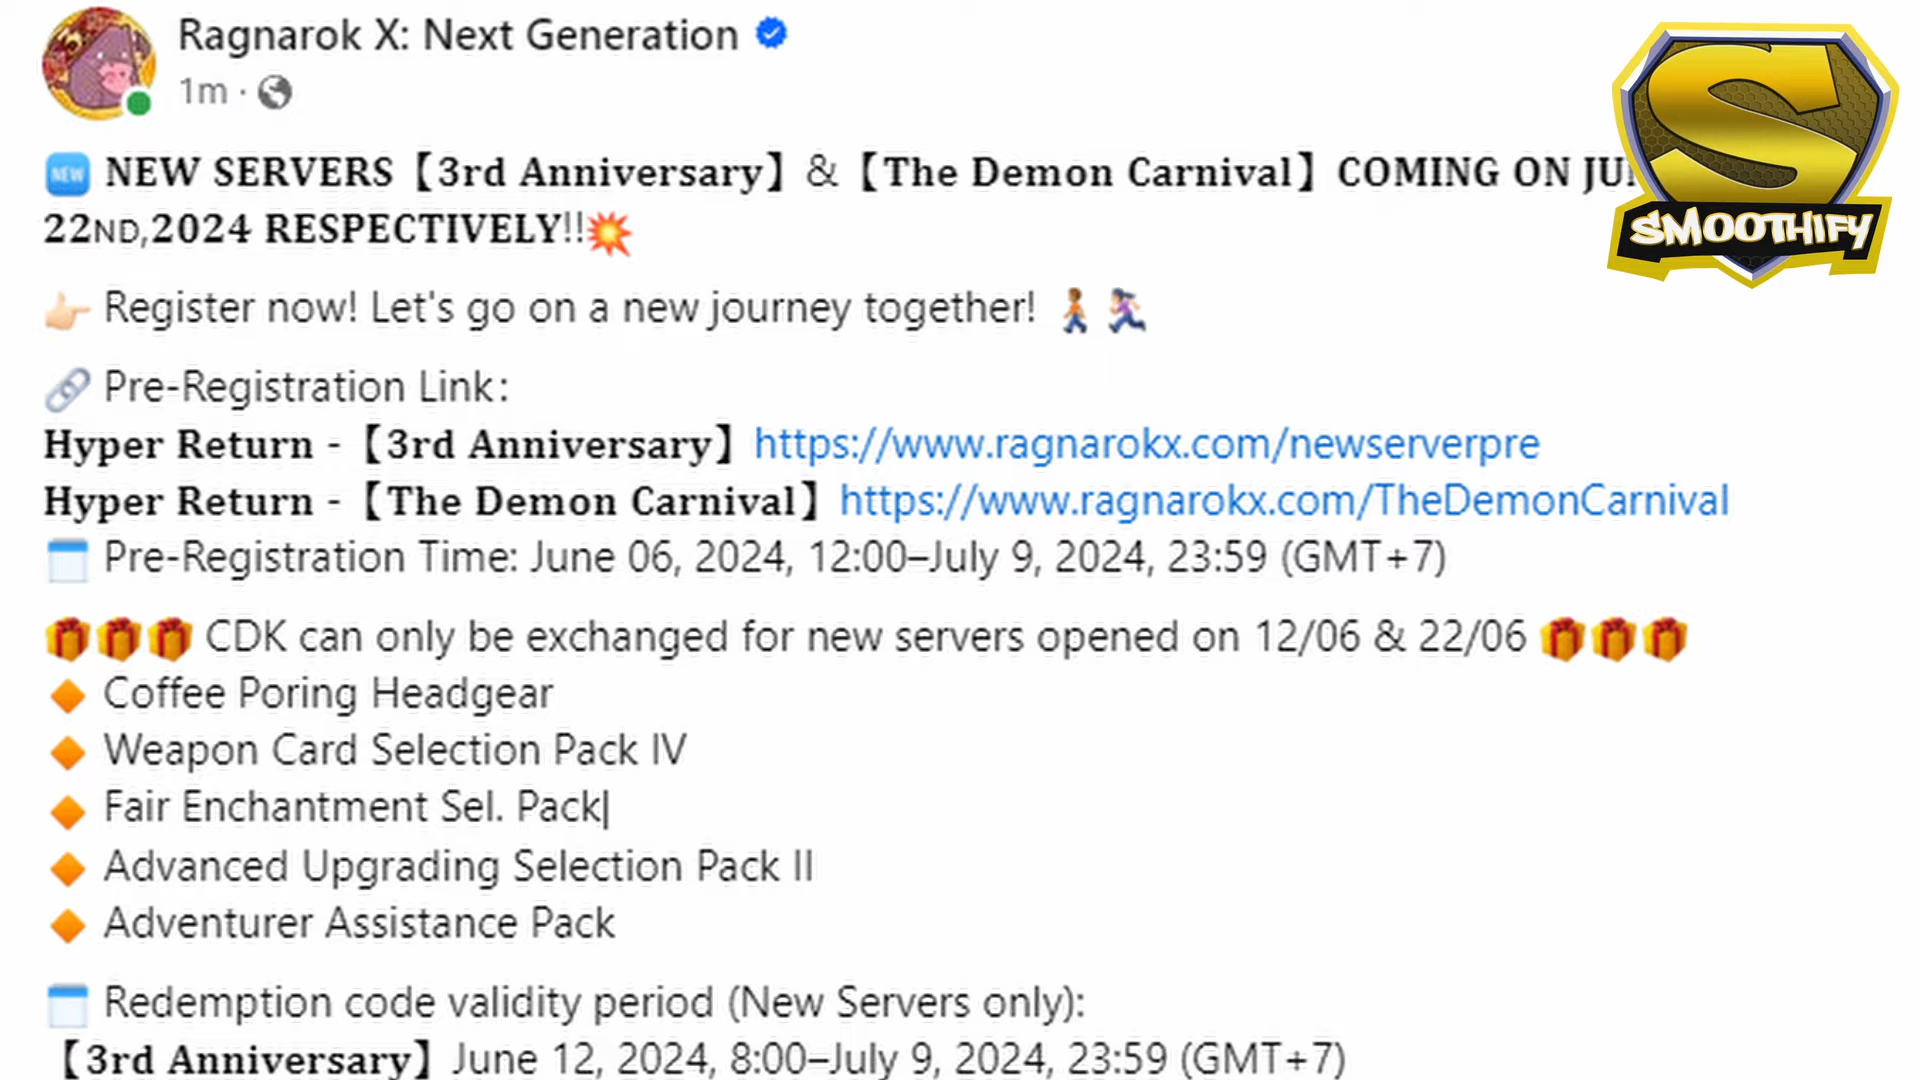 Ragnarok X: Next Generation
1m ·
NEW SERVERS【3rd Anniversary】&【The Demon Carnival】COMING ON
22ND,2024 RESPECTIVELY!!
Register now! Let's go on a new journey together!
Pre-Registration Link:
Hyper Return -【3rd Anniversary】https://www.ragnarokx.com/newserverpre
Hyper Return -【The Demon Carnival】https://www.ragnarokx.com/TheDemonCarnival
Pre-Registration Time: June 06, 2024, 12:00–July 9, 2024, 23:59 (GMT+7)
CDK can only be exchanged for new servers opened on 12/06 & 22/06
Coffee Poring Headgear
Weapon Card Selection Pack IV
Fair Enchantment Sel. Pack|
Advanced Upgrading Selection Pack II
Adventurer Assistance Pack
Redemption code validity period (New Servers only):
【3rd Anniversary】June 12, 2024, 8:00–July 9, 2024, 23:59 (GMT+7)
NEW
S
SMOOTHIFY